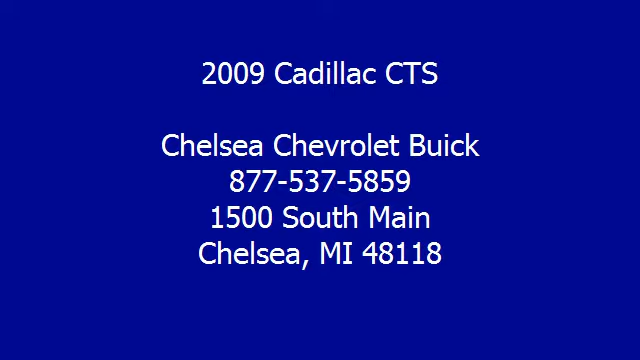 2009 Cadillac CTS
Chelsea Chevrolet Buick
877-537-5859
1500 South Main
Chelsea, MI 48118